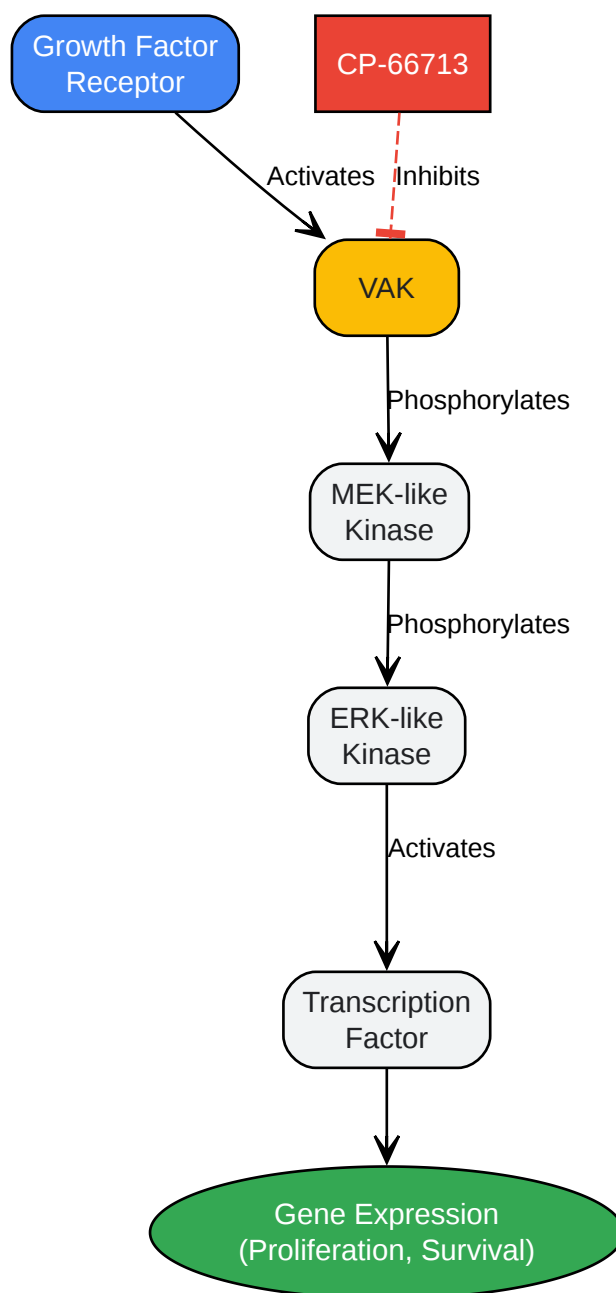 Growth Factor
Receptor
CP-66713
Activates
Inhibits
VAK
Phosphorylates
MEK-like
Kinase
Phosphorylates
ERK-like
Kinase
Activates
Transcription
Factor
Gene Expression
(Proliferation, Survival)